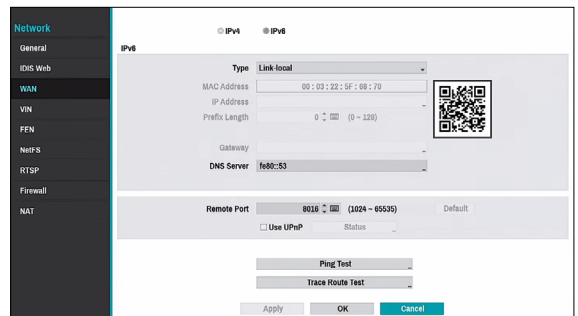 Network
General
IDIS Web
WAN
VIN
FEN
NetFS
RTSP
Firewall
NAT
IPv4 IPv6
IPv6
Type Link-local
MAC Address 00 : 03 : 22 : 5F : 08 : 70
IP Address
Prefix Length 0 (0 ~ 128)
Gateway
DNS Server fe80::53
Remote Port 8016 (1024 ~ 65535) Default
Use UPnP Status
Ping Test
Trace Route Test
Apply OK Cancel